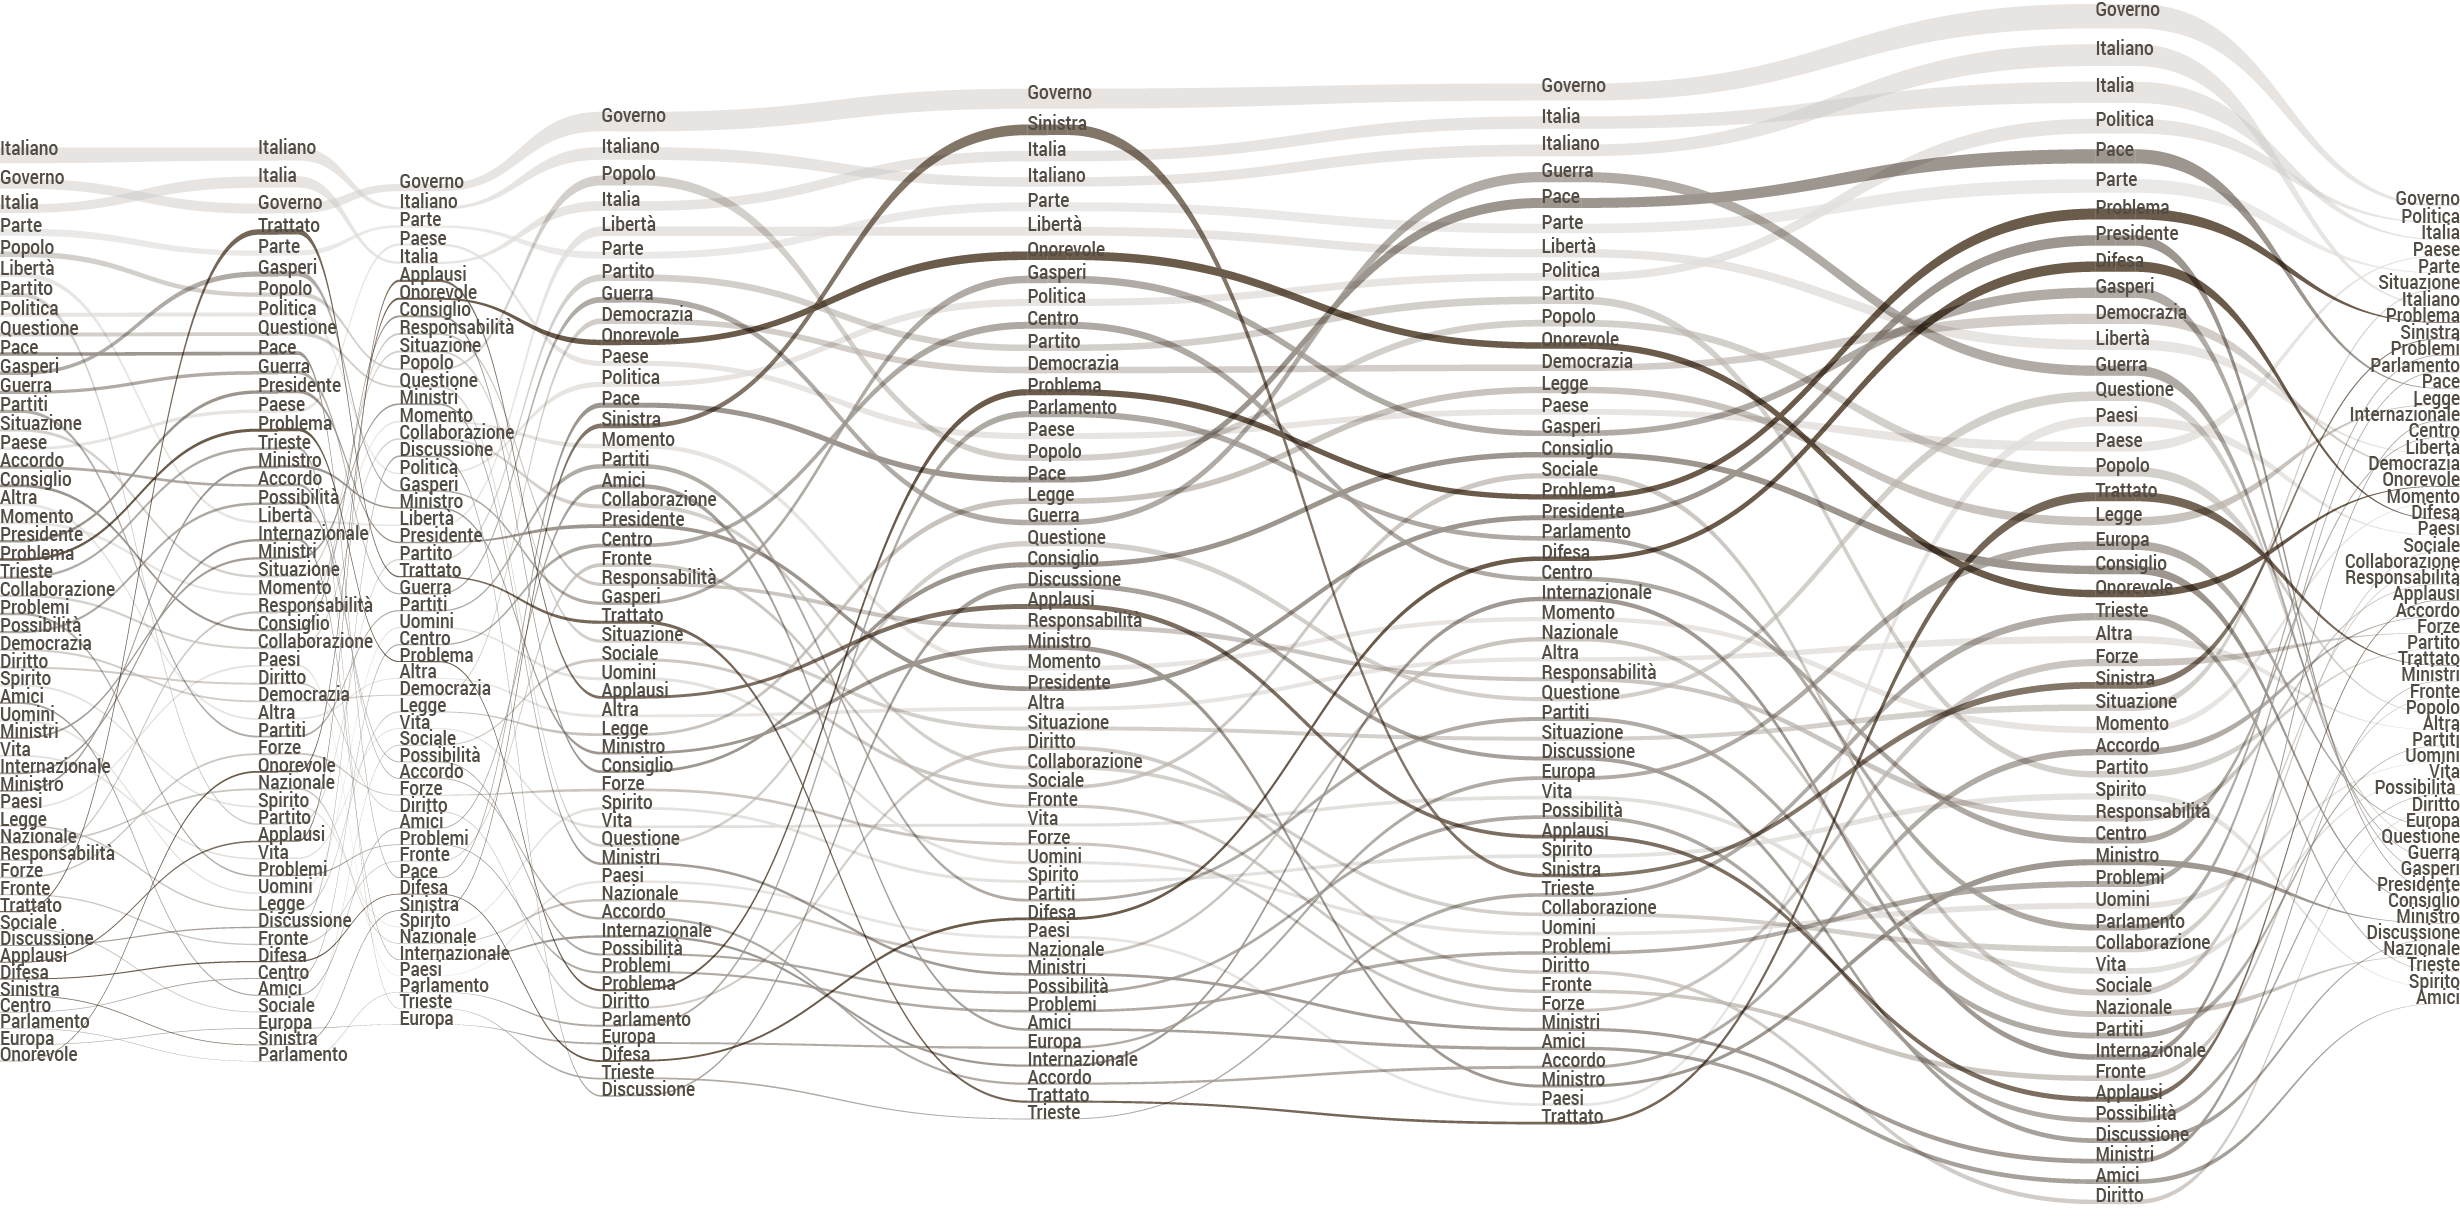 Italiano
Governo
Italia
Parte
Popolo
Libertà
Partito
Politica
Questione
Pace
Gasperi
Guerra
Partiti
Situazione
Paese
Accordo
Consiglio
Altra
Momento
Presidente
Problema
Trieste
Collaborazione
Problemi
Possibilità
Democrazia
Diritto
Spirito
Amici
Uomini
Ministri
Vita
Internazionale
Ministro
Paesi
Legge
Nazionale
Responsabilità
Forze
Fronte
Trattato
Sociale
Discussione
Applausi
Difesa
Sinistra
Centro
Parlamento
Europa
Onorevole
Italiano
Italia
Governo
Trattato
Parte
Gasperi
Popolo
Politica
Questione
Pace
Guerra
Presidente
Paese
Problema
Trieste
Ministro
Accordo
Possibilità
Libertà
Internazionale
Ministri
Situazione
Momento
Responsabilità
Consiglio
Collaborazione
Paesi
Diritto
Democrazia
Altra
Partiti
Forze
Onorevole
Nazionale
Spirito
Partito
Applausi
Vita
Problemi
Uomini
Legge
Discussione
Fronte
Difesa
Centro
Amici
Sociale
Europa
Sinistra
Parlamento
Governo
Italiano
Parte
Paese
Italia
Applausi
Onorevole
Consiglio
Responsabilità
Situazione
Popolo
Questione
Ministri
Momento
Collaborazione
Discussione
Politica
Gasperi
Ministro
Libertà
Presidente
Partito
Trattato
Guerra
Partiti
Uomini
Centro
Problema
Altra
Democrazia
Legge
Vita
Sociale
Possibilità
Accordo
Forze
Diritto
Amici
Problemi
Fronte
Pace
Difesa
Sinistra
Spirito
Nazionale
Internazionale
Paesi
Parlamento
Trieste
Europa
Governo
Italiano
Popolo
Italia
Libertà
Parte
Partito
Guerra
Democrazia
Onorevole
Paese
Politica
Pace
Sinistra
Momento
Partiti
Amici
Collaborazione
Presidente
Centro
Fronte
Responsabilità
Gasperi
Trattato
Situazione
Sociale
Uomini
Applausi
Altra
Legge
Ministro
Consiglio
Forze
Spirito
Vita
Questione
Ministri
Paesi
Nazionale
Accordo
Internazionale
Possibilità
Problemi
Problema
Diritto
Parlamento
Europa
Difesa
Trieste
Discussione
Governo
Sinistra
Italia
Italiano
Parte
Libertà
Onorevole
Gasperi
Politica
Centro
Partito
Democrazia
Problema
Parlamento
Paese
Popolo
Pace
Legge
Guerra
Questione
Consiglio
Discussione
Applausi
Responsabilità
Ministro
Momento
Presidente
Altra
Situazione
Diritto
Collaborazione
Sociale
Fronte
Vita
Forze
Uomini
Spirito
Partiti
Difesa
Paesi
Nazionale
Ministri
Possibilità
Problemi
Amici
Europa
Internazionale
Accordo
Trattato
Trieste
Governo
Italia
Italiano
Guerra
Pace
Parte
Libertà
Politica
Partito
Popolo
Onorevole
Democrazia
Legge
Paese
Gasperi
Consiglio
Sociale
Problema
Presidente
Parlamento
Difesa
Centro
Internazionale
Momento
Nazionale
Altra
Responsabilità
Questione
Partiti
Situazione
Discussione
Europa
Vita
Possibilità
Applausi
Spirito
Sinistra
Trieste
Collaborazione
Uomini
Problemi
Diritto
Fronte
Forze
Ministri
Amici
Accordo
Ministro
Paesi
Trattato
Governo
Italiano
Italia
Politica
Pace
Parte
Problema
Presidente
Difesa
Gasperi
Democrazia
Libertà
Guerra
Questione
Paesi
Paese
Popolo
Trattato
Legge
Europa
Consiglio
Onorevole
Trieste
Altra
Forze
Sinistra
Situazione
Momento
Accordo
Partito
Spirito
Responsabilità
Centro
Ministro
Problemi
Uomini
Parlamento
Collaborazione
Vita
Sociale
Nazionale
Partiti
Internazionale
Fronte
Applausi
Possibilità
Discussione
Ministri
Amici
Diritto
Governo
Politica
Italia
Paese
Parte
Situazione
Italiano
Problema
Sinistra
Problemi
Parlamento
Pace
Legge
Internazionale
Centro
Libertà
Democrazia
Onorevole
Momento
Difesa
Paesi
Sociale
Collaborazione
Responsabilità
Applausi
Accordo
Forze
Partito
Trattato
Ministri
Fronte
Popolo
Altra
Partiti
Uomini
Vita
Possibilità
Diritto
Europa
Questione
Guerra
Gasperi
Presidente
Consiglio
Ministro
Discussione
Nazionale
Trieste
Spirito
Amici